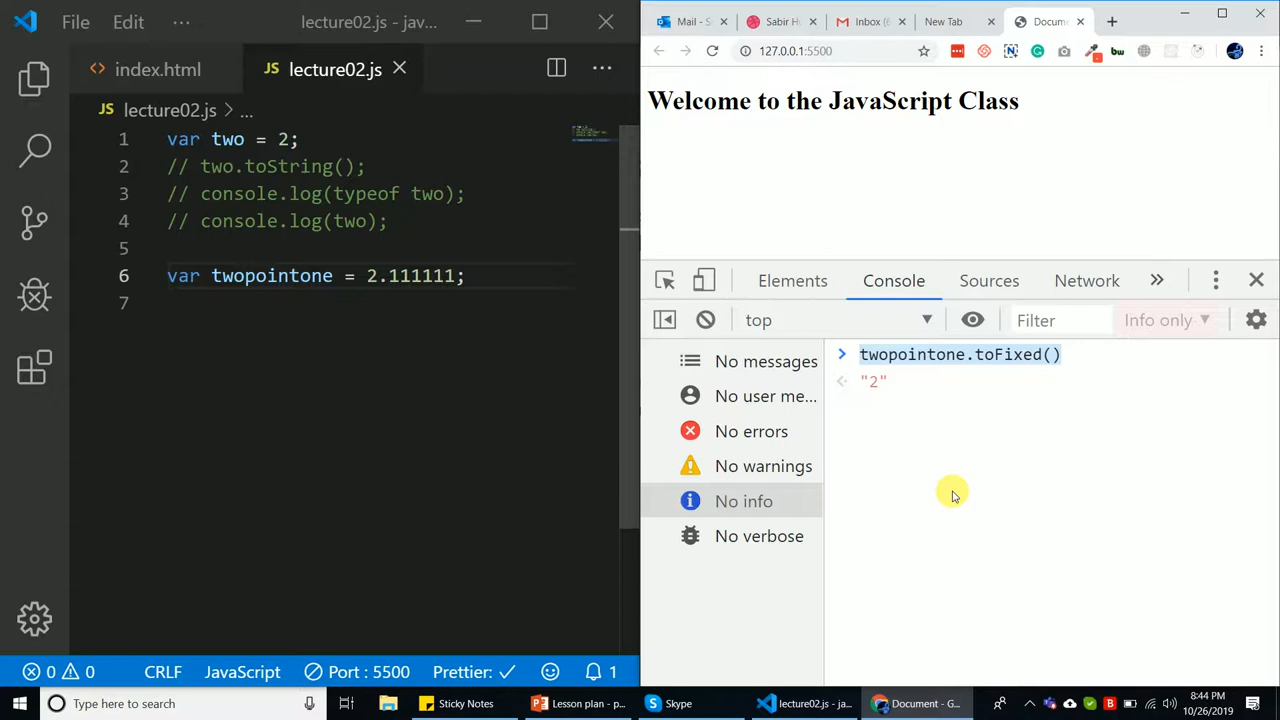 File Edit ··· lecture02.js - jav...
index.html
JS lecture02.js
JS lecture02.js > ...
1 var two = 2;
2 // two.toString();
3 // console.log(typeof two);
4 // console.log(two);
5
6 var twopointone = 2.111111;
7
0 0 CRLF JavaScript Port : 5500 Prettier: ✓ 1
Mail - S
Sabir H
Inbox (6
New Tab
Docume
127.0.0.1:5500
Welcome to the JavaScript Class
Elements Console Sources Network »
top Filter Info only
No messages
No user me...
No errors
No warnings
No info
No verbose
> twopointone.toFixed()
"2"
Type here to search
Sticky Notes
Lesson plan - p...
Skype
lecture02.js - ja...
Document - G...
8:44 PM
10/26/2019